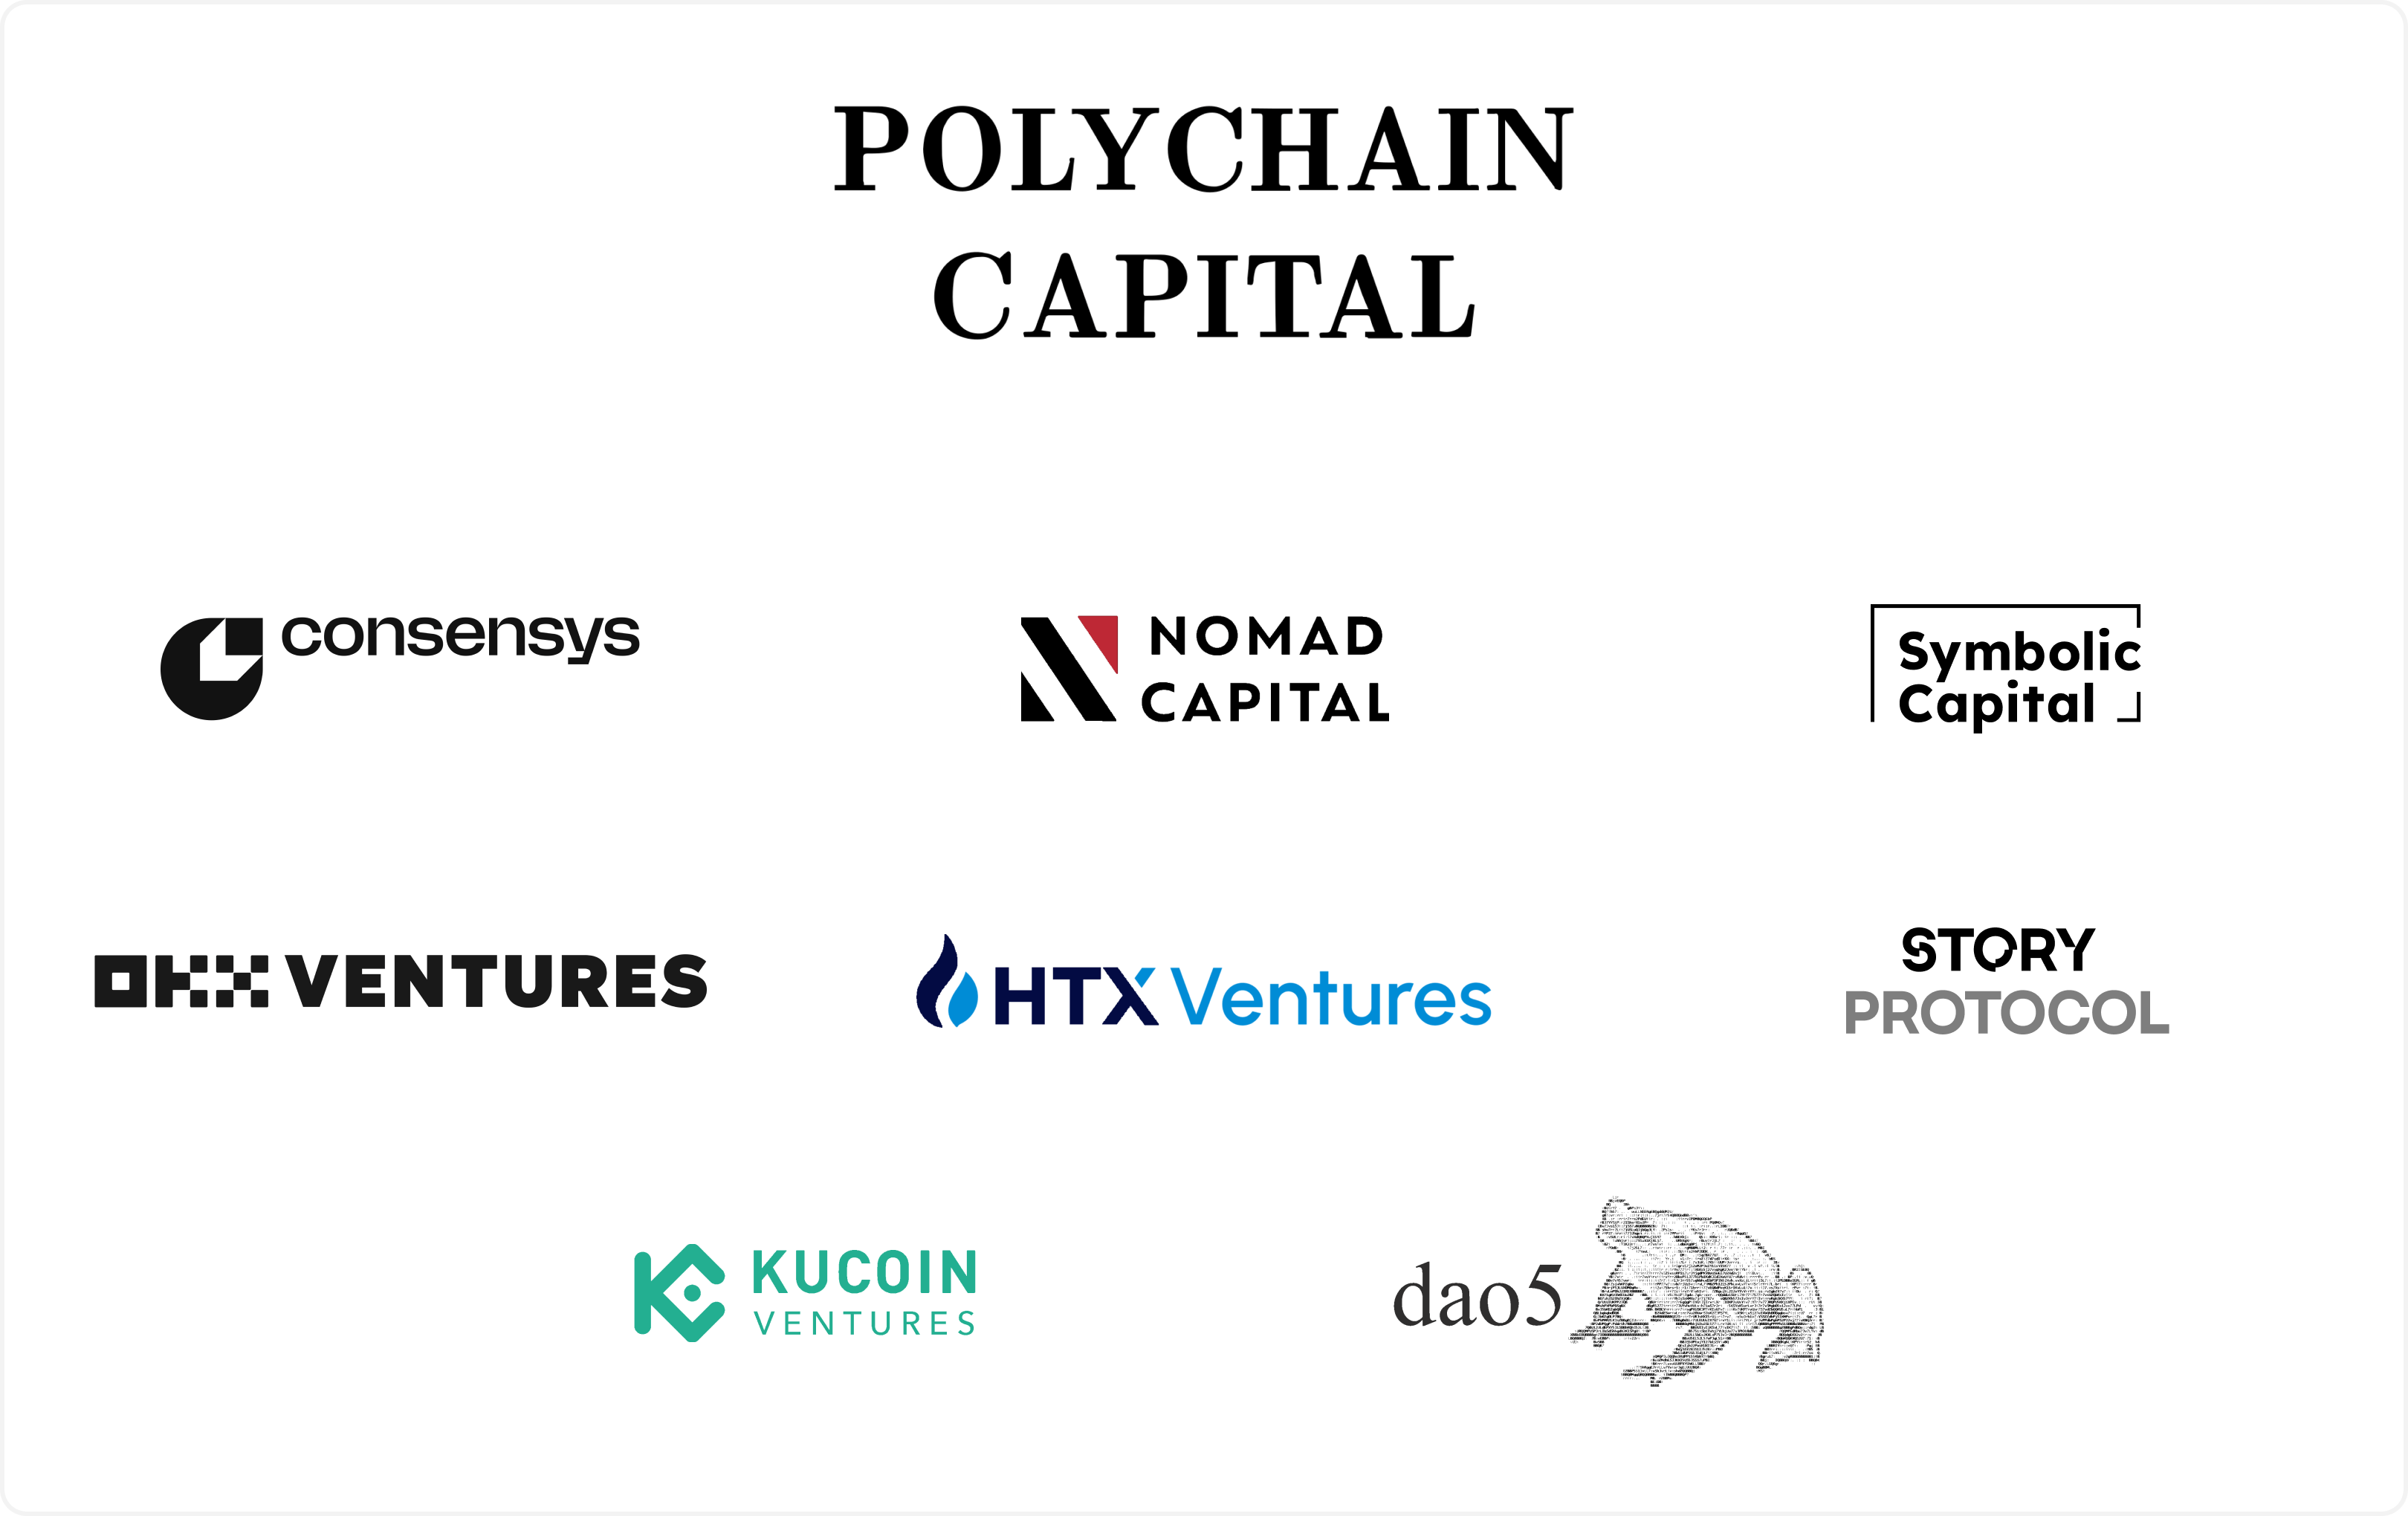 POLYCHAIN
CAPITAL
consensys
NOMAD
CAPITAL
Symbolic
Capital
OKX VENTURES
HTX Ventures
STORY
PROTOCOL
KUCOIN
VENTURES
dao5